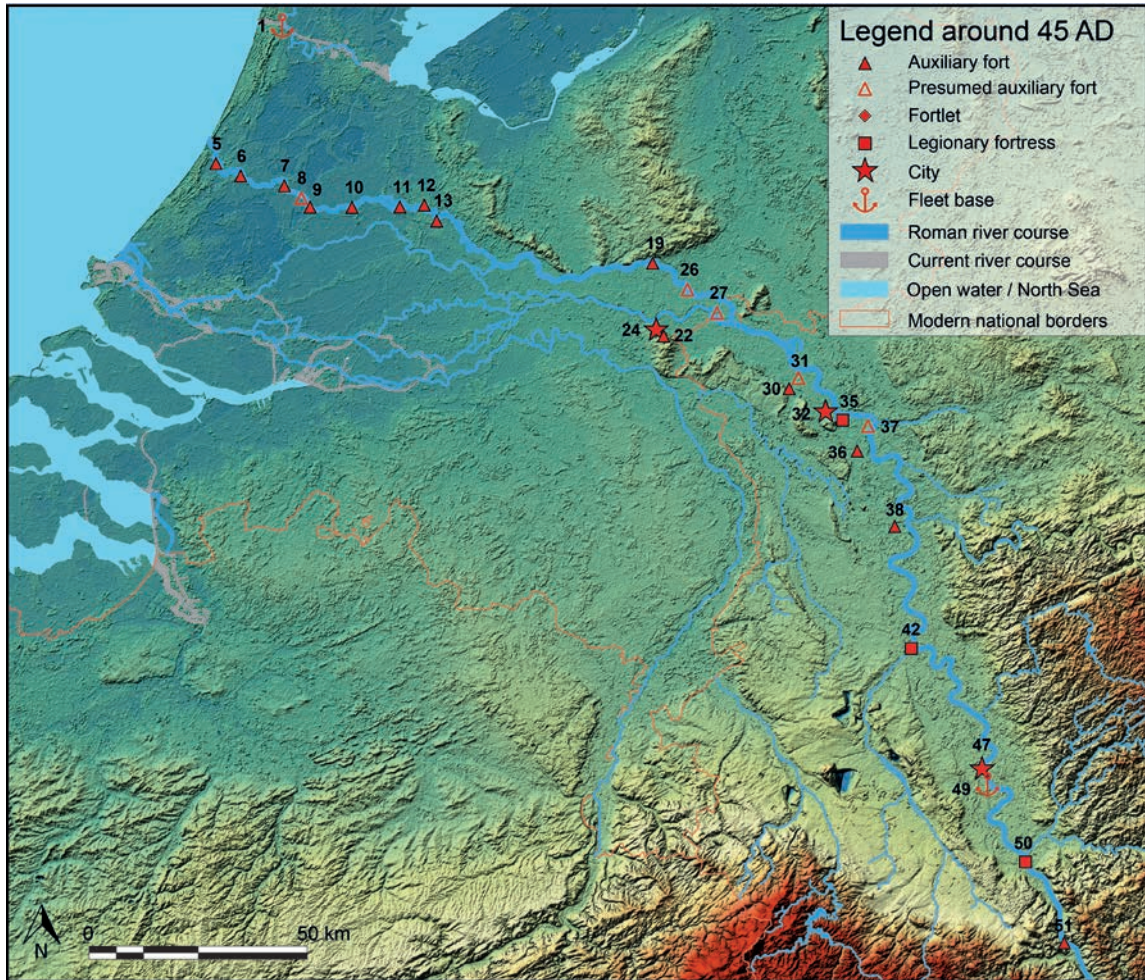 Legend around 45 AD
Auxiliary fort
Presumed auxiliary fort
Fortlet
Legionary fortress
City
Fleet base
Roman river course
Current river course
Open water / North Sea
Modern national borders
1
5
6
7
8
9
10
11
12
13
19
26
27
24
22
31
30
32
35
37
36
38
42
47
49
50
51
N
0
50 km